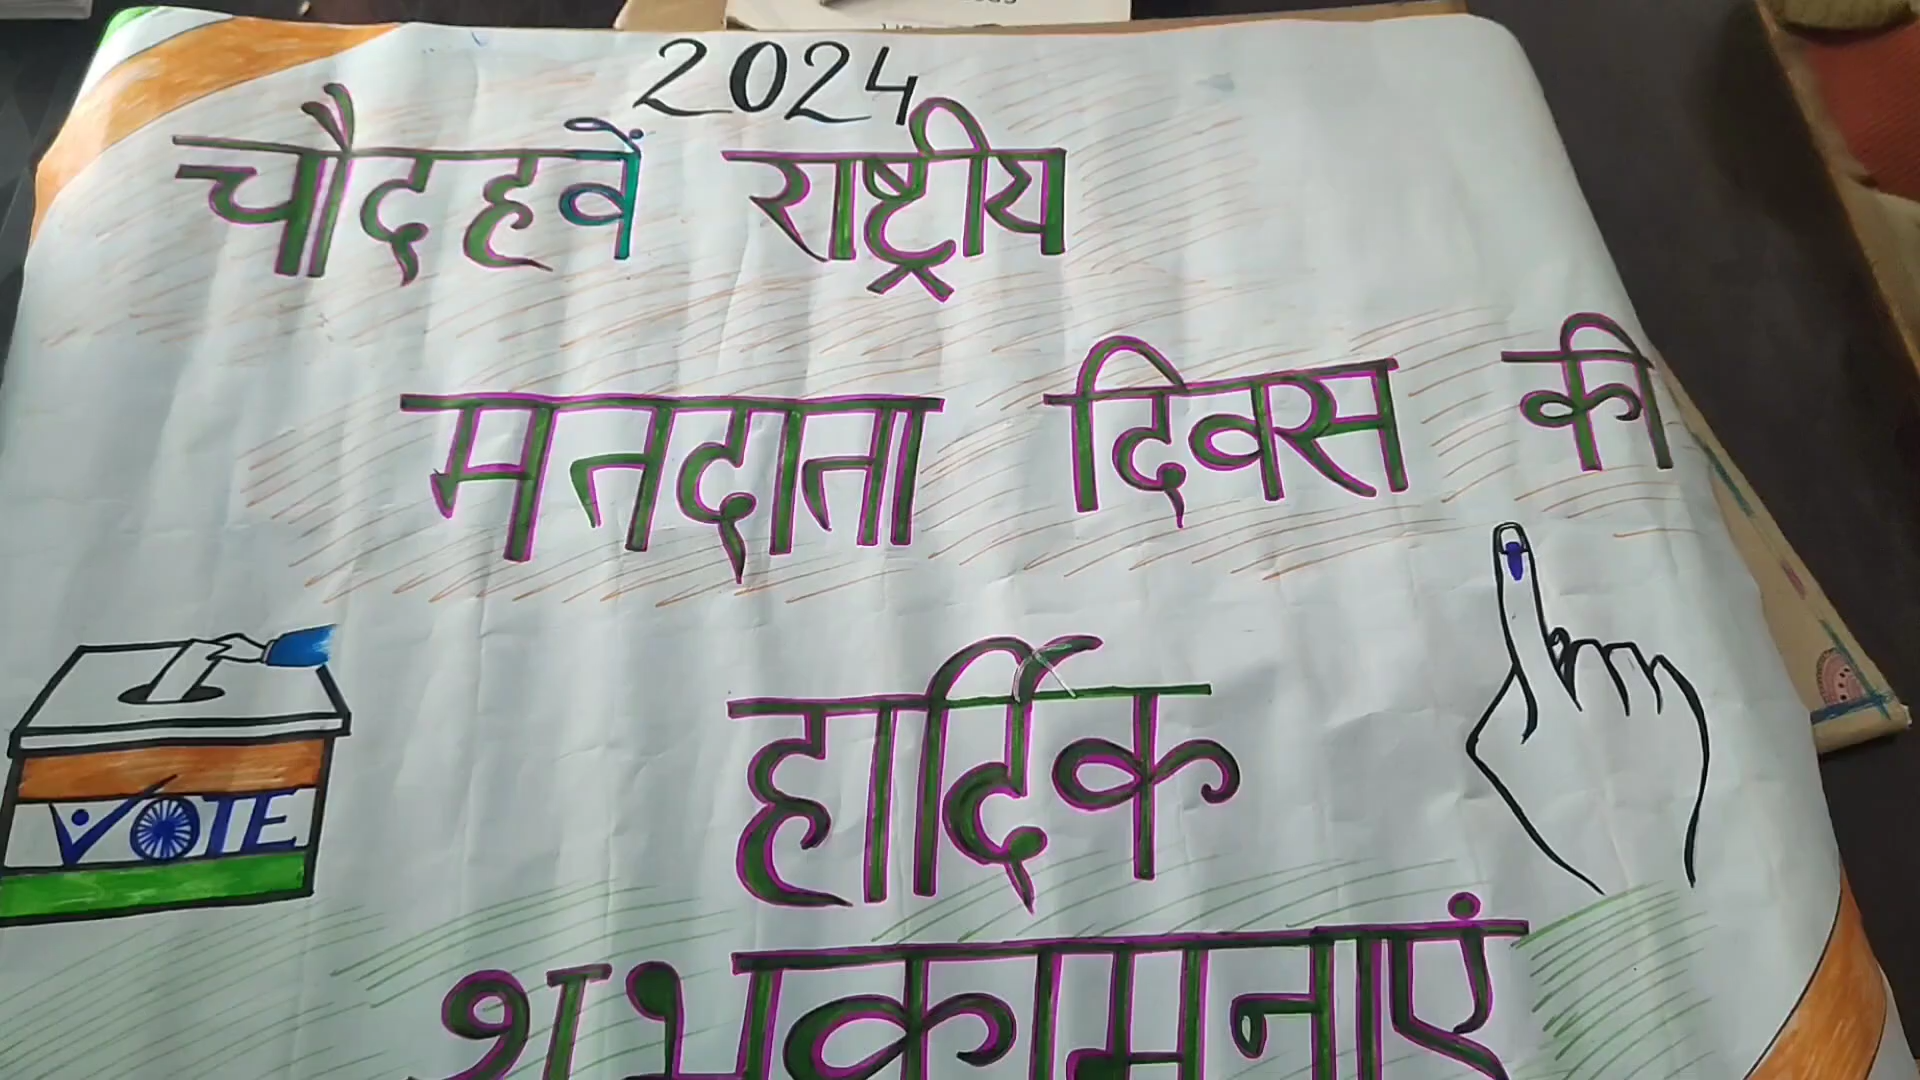 2024
चौदहवें राष्ट्रीय
मतदाता दिवस की
हार्दिक
VOTE
शुभकामनाएं